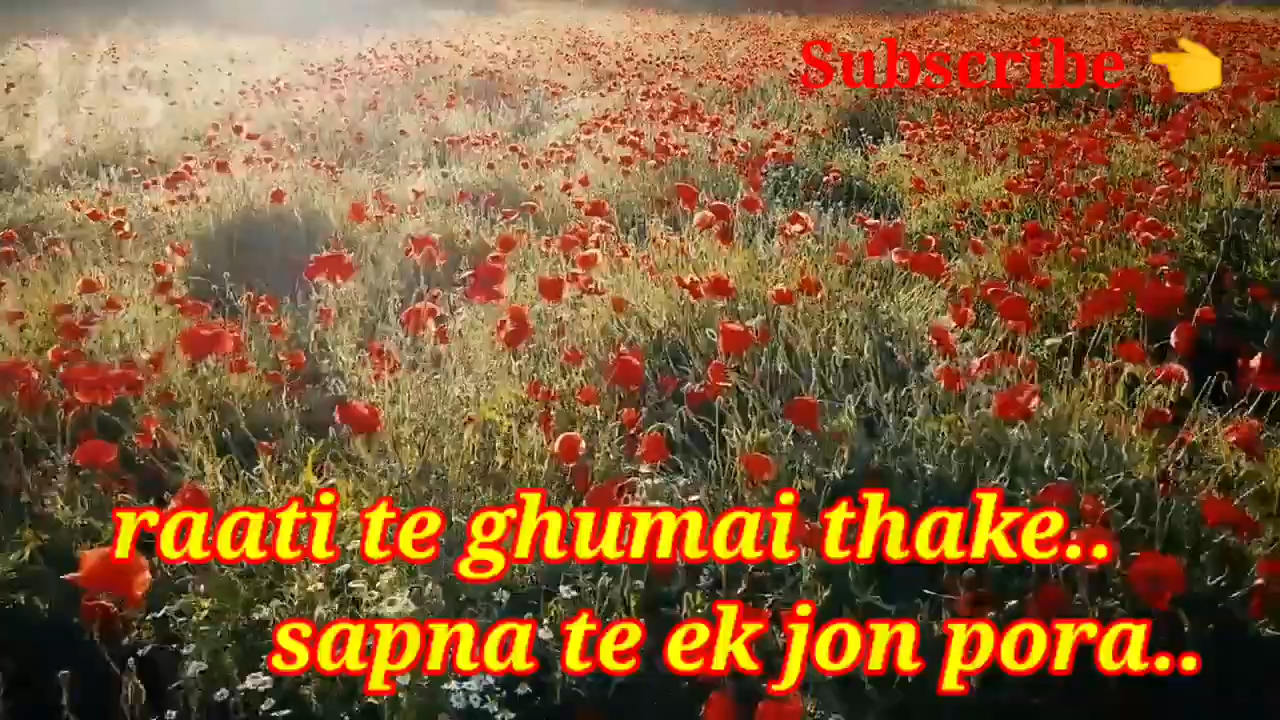 Subscribe 👈
raati te ghumai thake..
sapna te ek jon pora..